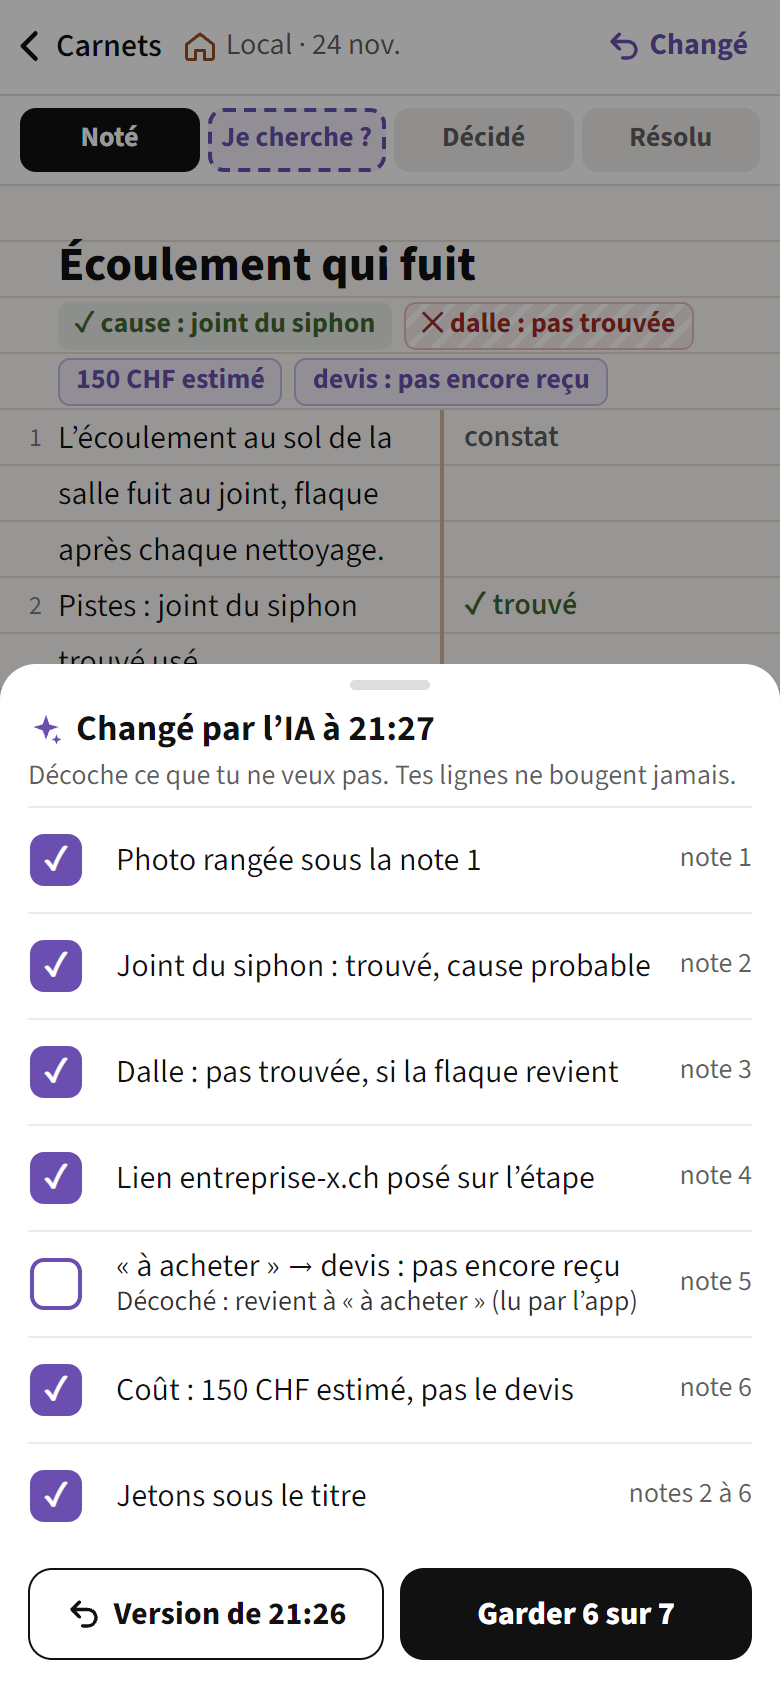 Carnets
Local · 24 nov.
Changé
Noté
Je cherche ?
Décidé
Résolu
Écoulement qui fuit
✓ cause : joint du siphon
✕ dalle : pas trouvée
150 CHF estimé
devis : pas encore reçu
1 L’écoulement au sol de la
constat
salle fuit au joint, flaque
après chaque nettoyage.
2 Pistes : joint du siphon
✓ trouvé
trouvé usé
Changé par l’IA à 21:27
Décoche ce que tu ne veux pas. Tes lignes ne bougent jamais.
Photo rangée sous la note 1
note 1
Joint du siphon : trouvé, cause probable
note 2
Dalle : pas trouvée, si la flaque revient
note 3
Lien entreprise-x.ch posé sur l’étape
note 4
« à acheter » → devis : pas encore reçu
Décoché : revient à « à acheter » (lu par l’app)
note 5
Coût : 150 CHF estimé, pas le devis
note 6
Jetons sous le titre
notes 2 à 6
Version de 21:26
Garder 6 sur 7